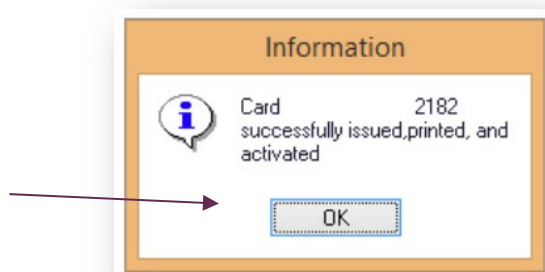 Information
Card 2182
successfully issued,printed, and
activated
OK